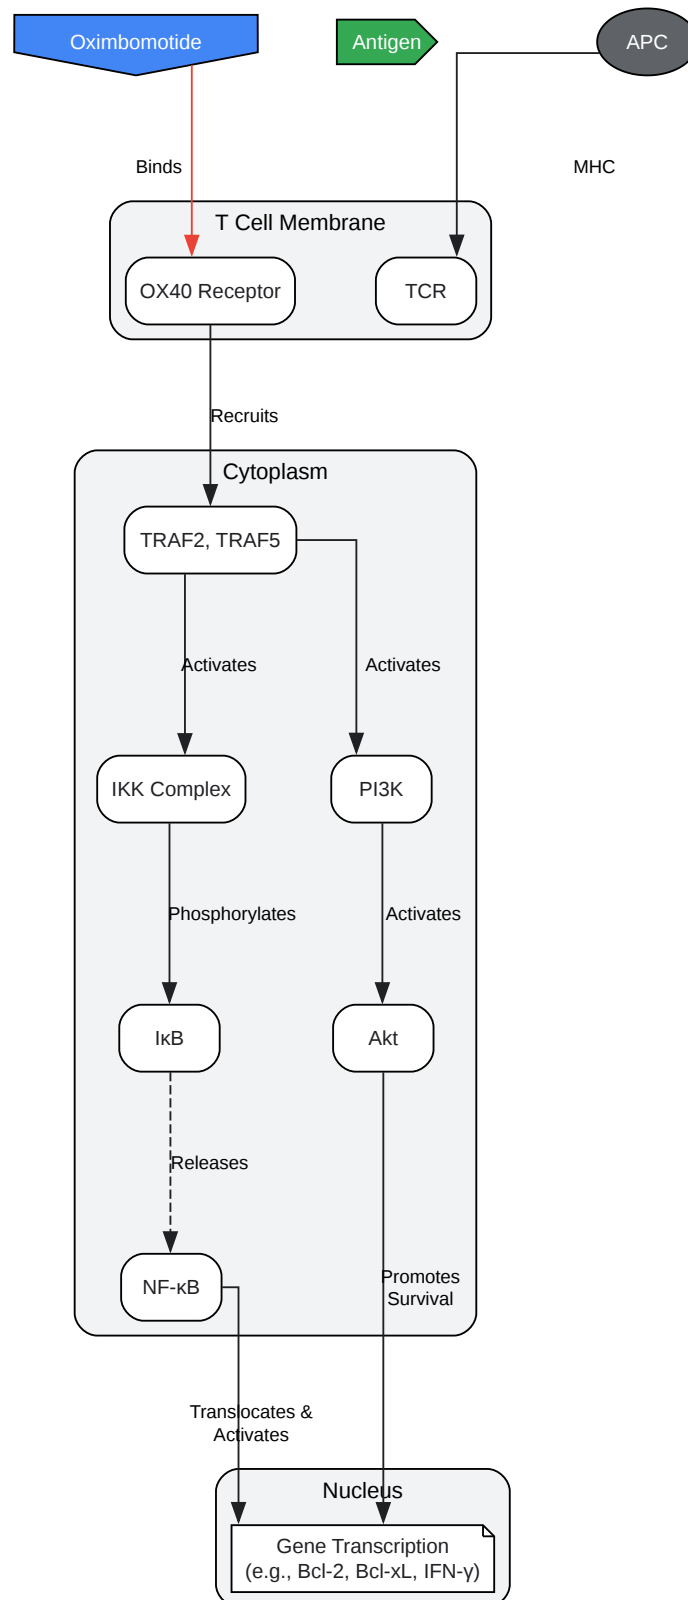 Oximbomotide
Antigen
APC
Binds
MHC
T Cell Membrane
OX40 Receptor
TCR
Recruits
Cytoplasm
TRAF2, TRAF5
Activates
Activates
IKK Complex
PI3K
Phosphorylates
Activates
IκB
Akt
Releases
NF-κB
Promotes
Survival
Translocates &
Activates
Nucleus
Gene Transcription
(e.g., Bcl-2, Bcl-xL, IFN-γ)